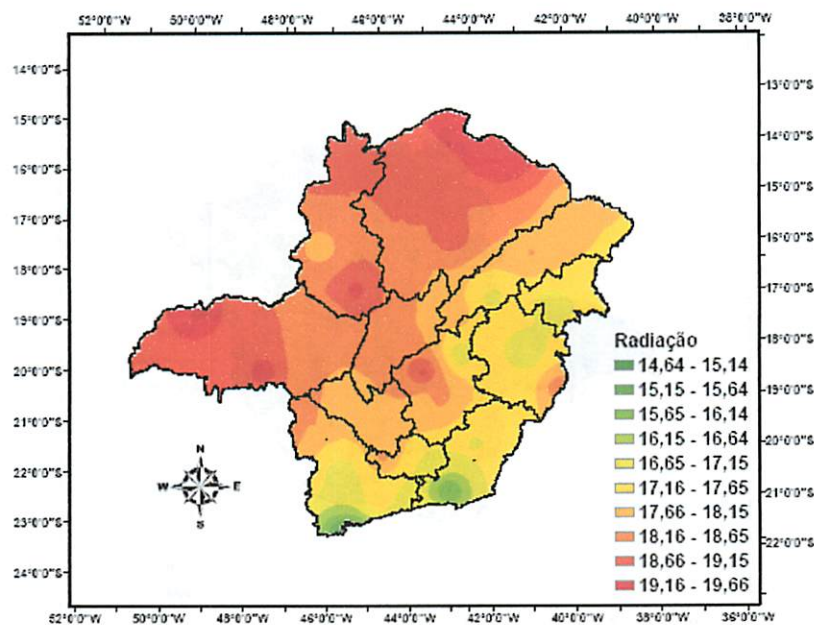 52°0'0"W 50°0'0"W 48°0'0"W 46°0'0"W 44°0'0"W 42°0'0"W 40°0'0"W
14°0'0"S
15°0'0"S
16°0'0"S
17°0'0"S
18°0'0"S
19°0'0"S
20°0'0"S
21°0'0"S
22°0'0"S
23°0'0"S
24°0'0"S
13°0'0"S
14°0'0"S
15°0'0"S
16°0'0"S
17°0'0"S
18°0'0"S
19°0'0"S
20°0'0"S
21°0'0"S
22°0'0"S
N
W E
S
Radiação
14,64 - 15,14
15,15 - 15,64
15,65 - 16,14
16,15 - 16,64
16,65 - 17,15
17,16 - 17,65
17,66 - 18,15
18,16 - 18,65
18,66 - 19,15
19,16 - 19,66
52°0'0"W 50°0'0"W 48°0'0"W 46°0'0"W 44°0'0"W 42°0'0"W 40°0'0"W 38°0'0"W 36°0'0"W